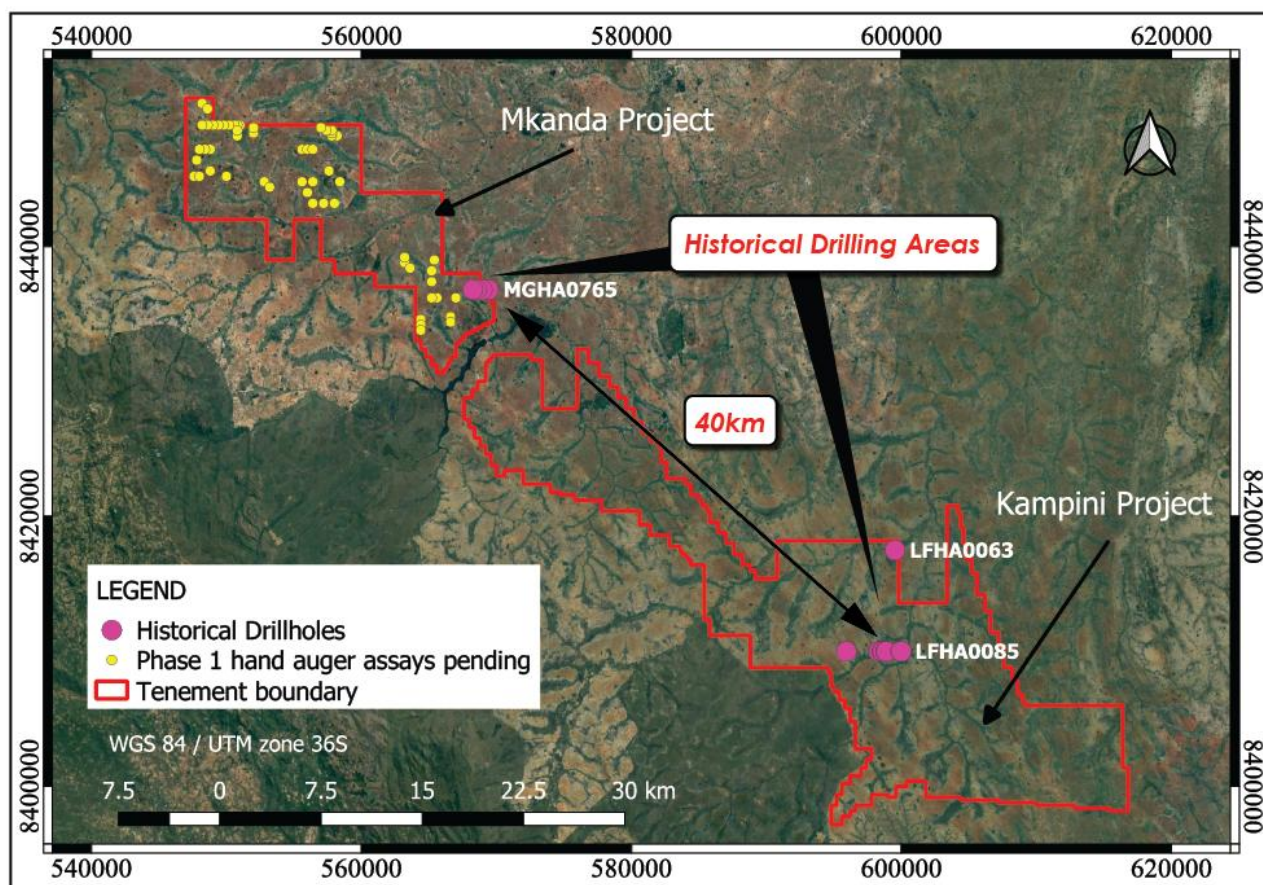 540000 560000 580000 600000 620000
Mkanda Project
8440000
8440000
Historical Drilling Areas
MGHA0765
40km
8420000
8420000
Kampini Project
LFHA0063
LEGEND
Historical Drillholes
Phase 1 hand auger assays pending
Tenement boundary
LFHA0085
WGS 84 / UTM zone 36S
7.5 0 7.5 15 22.5 30 km
8400000
8400000
540000 560000 580000 600000 620000